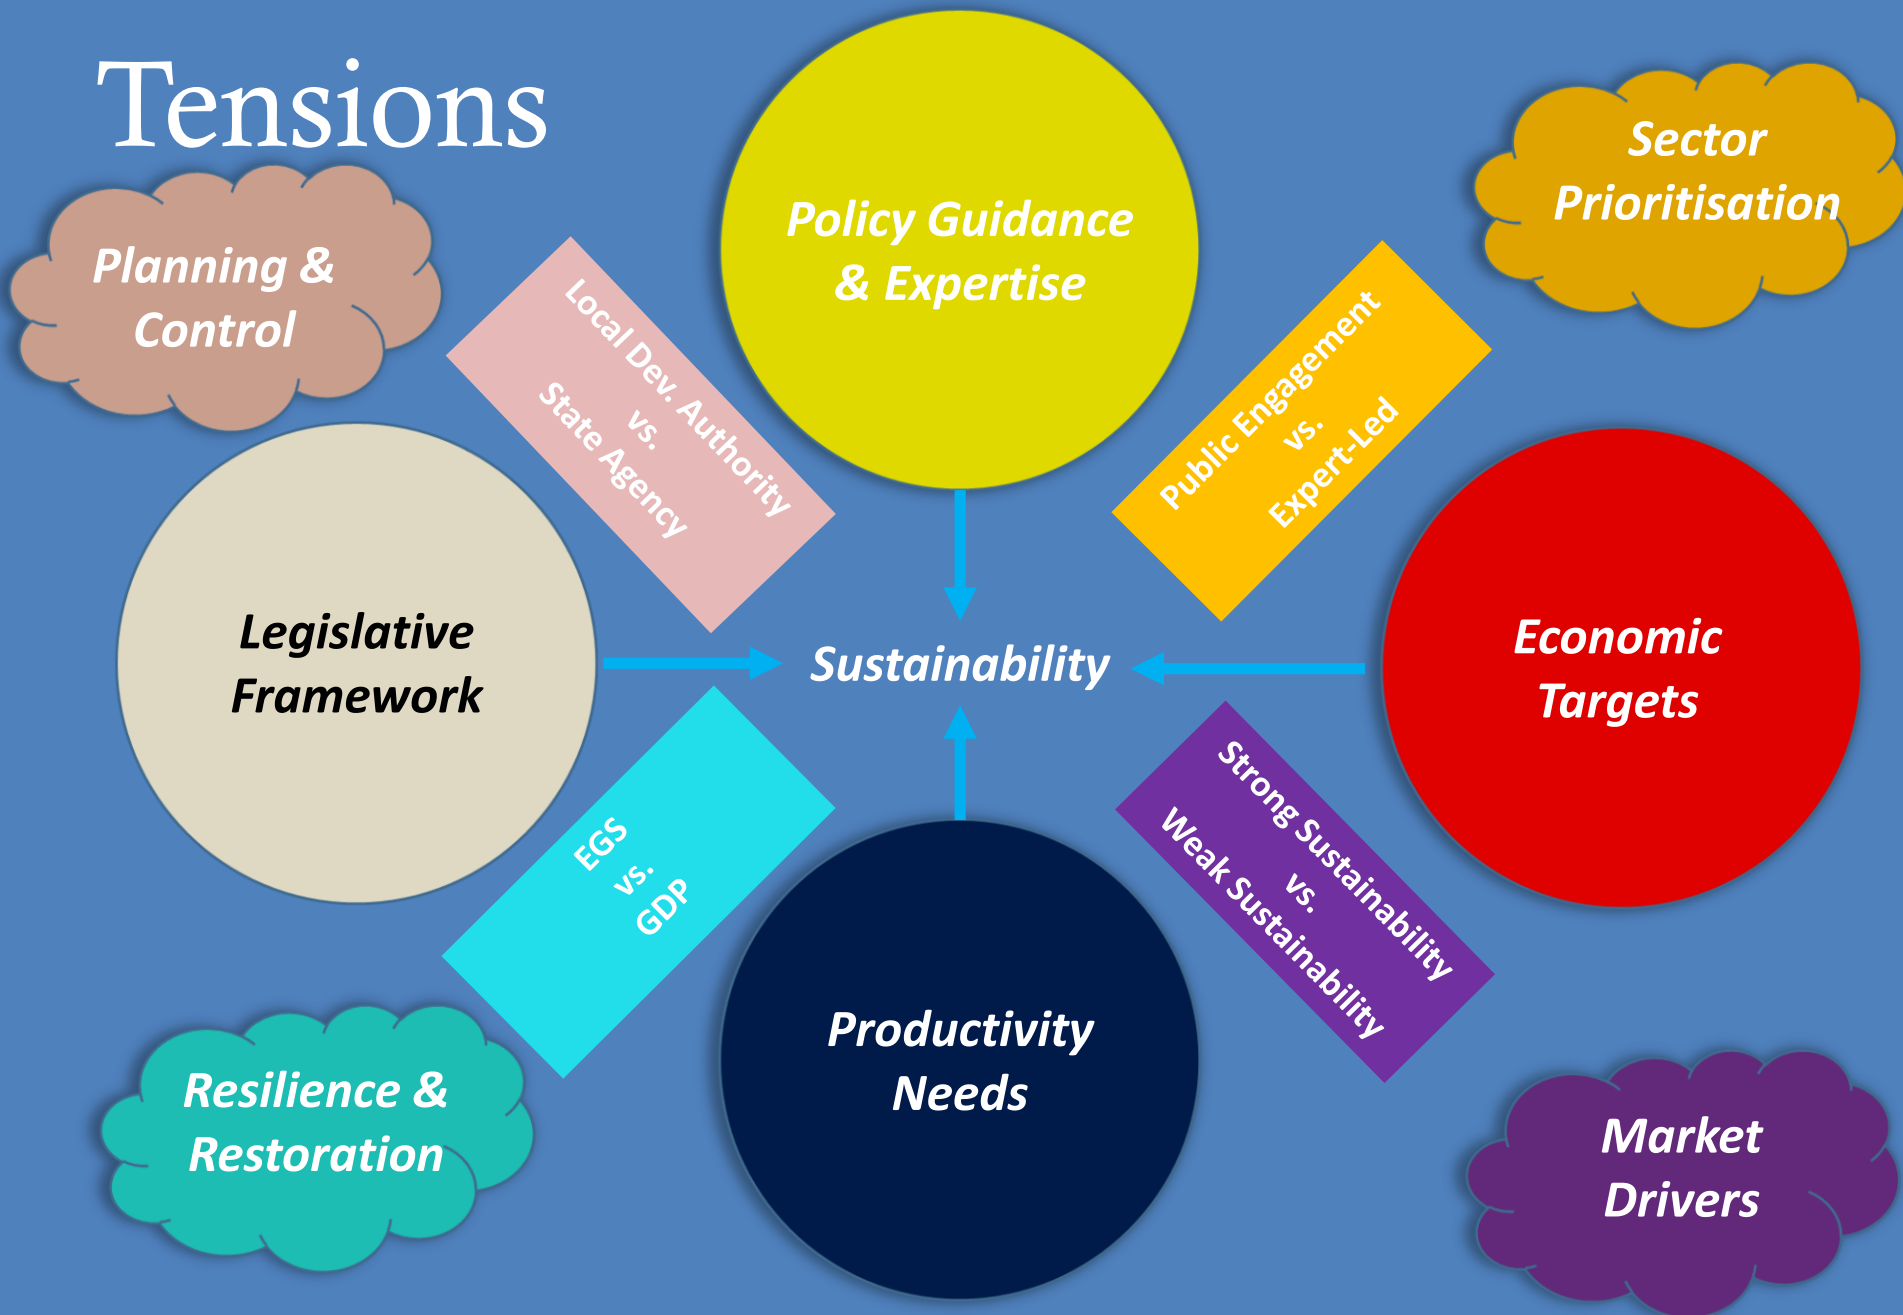 Tensions
Policy Guidance
& Expertise
Sector
Prioritisation
Planning &
Control
Local Dev. Authority
vs.
State Agency
Public Engagement
vs.
Expert-Led
Legislative
Framework
Sustainability
Economic
Targets
EGS
vs.
GDP
Strong Sustainability
vs.
Weak Sustainability
Resilience &
Restoration
Productivity
Needs
Market
Drivers